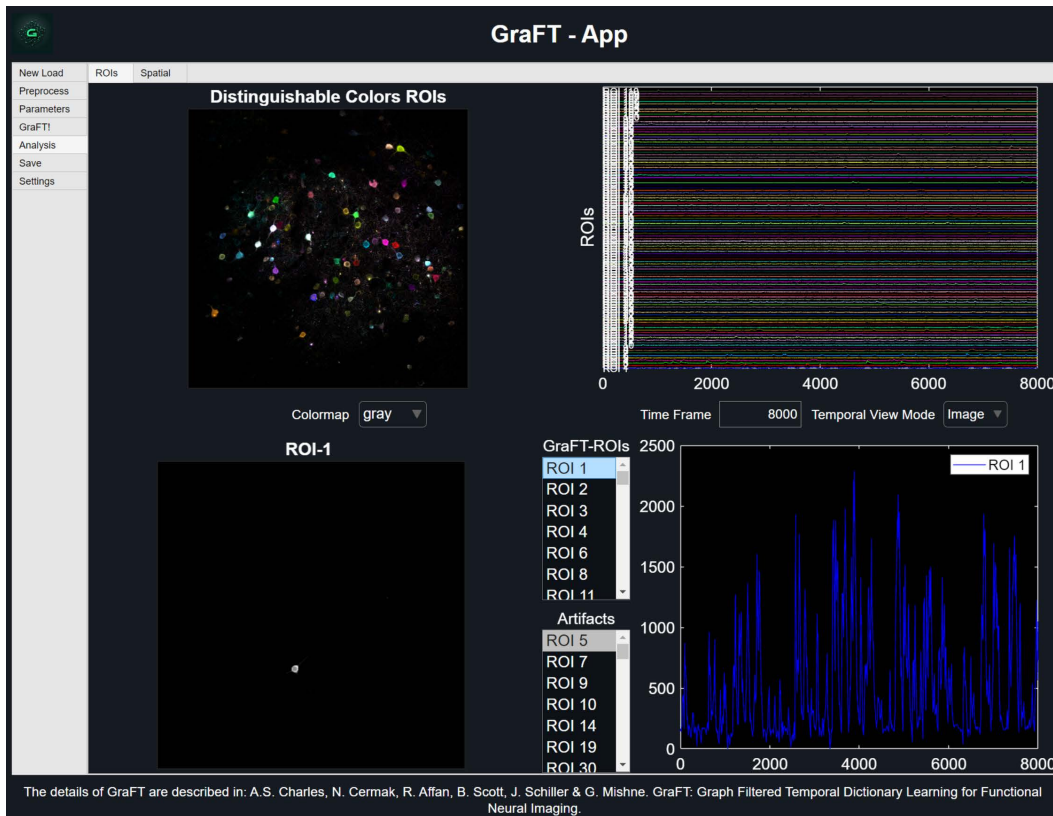 G
GraFT - App
New Load
Preprocess
Parameters
GraFT!
Analysis
Save
Settings
ROIs
Spatial
Distinguishable Colors ROIs
ROIs
0
2000
4000
6000
8000
Colormap
gray
Time Frame
8000
Temporal View Mode
Image
ROI-1
GraFT-ROIs
ROI 1
ROI 2
ROI 3
ROI 4
ROI 6
ROI 8
ROI 11
Artifacts
ROI 5
ROI 7
ROI 9
ROI 10
ROI 14
ROI 19
ROI 30
2500
2000
1500
1000
500
0
ROI 1
0
2000
4000
6000
8000
The details of GraFT are described in: A.S. Charles, N. Cermak, R. Affan, B. Scott, J. Schiller & G. Mishne. GraFT: Graph Filtered Temporal Dictionary Learning for Functional
Neural Imaging.